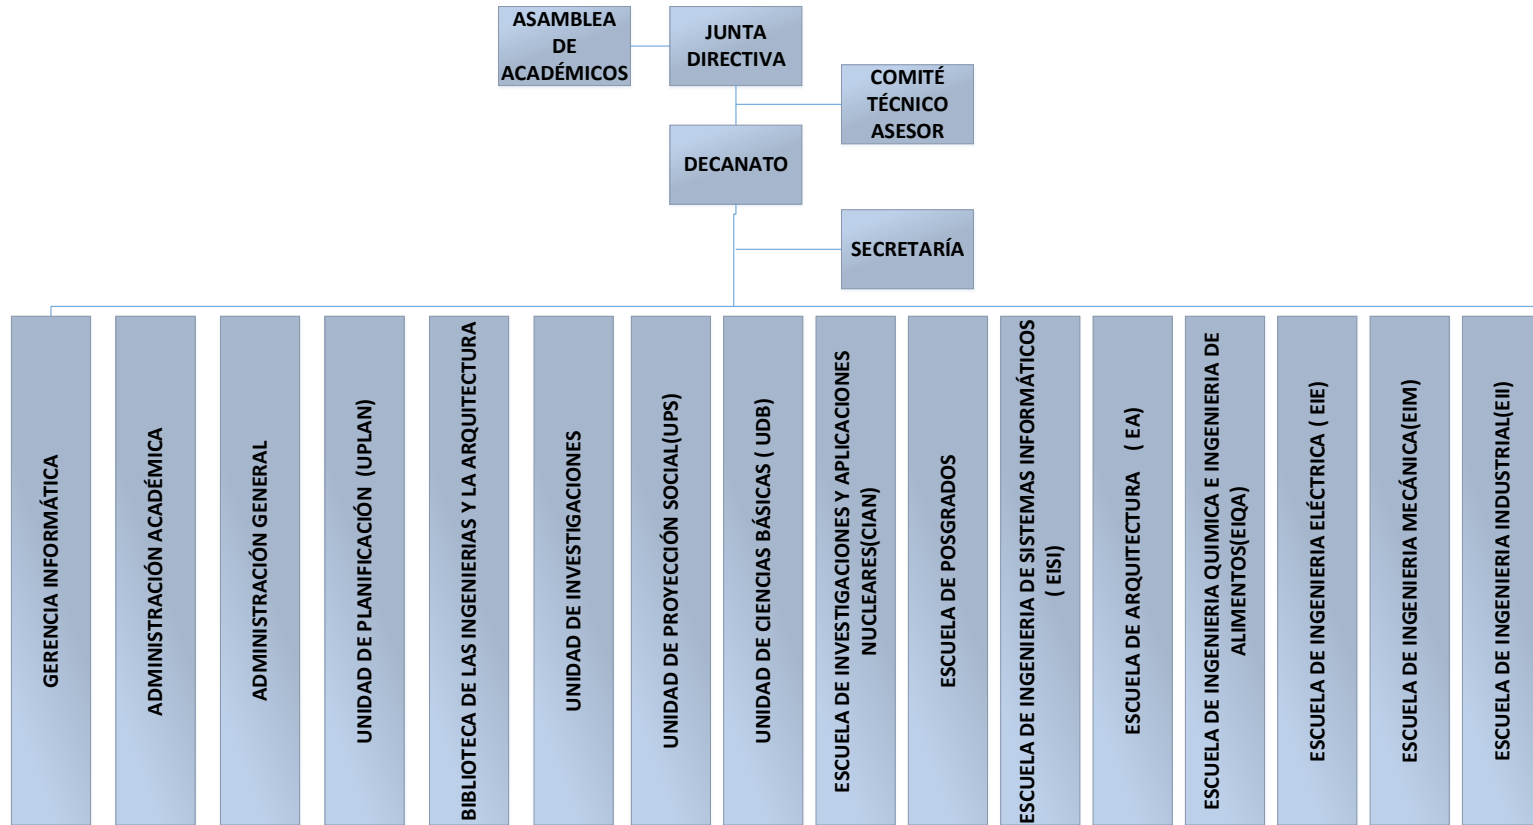 ASAMBLEA
DE
ACADÉMICOS
JUNTA
DIRECTIVA
COMITÉ
TÉCNICO
ASESOR
DECANATO
SECRETARÍA
GERENCIA INFORMÁTICA
ADMINISTRACIÓN ACADÉMICA
ADMINISTRACIÓN GENERAL
UNIDAD DE PLANIFICACIÓN (UPLAN)
BIBLIOTECA DE LAS INGENIERIAS Y LA ARQUITECTURA
UNIDAD DE INVESTIGACIONES
UNIDAD DE PROYECCIÓN SOCIAL(UPS)
UNIDAD DE CIENCIAS BÁSICAS ( UDB)
ESCUELA DE INVESTIGACIONES Y APLICACIONES
NUCLEARES(CIAN)
ESCUELA DE POSGRADOS
ESCUELA DE INGENIERIA DE SISTEMAS INFORMÁTICOS
( EISI)
ESCUELA DE ARQUITECTURA ( EA)
ESCUELA DE INGENIERIA QUIMICA E INGENIERIA DE
ALIMENTOS(EIQA)
ESCUELA DE INGENIERIA ELÉCTRICA ( EIE)
ESCUELA DE INGENIERIA MECÁNICA(EIM)
ESCUELA DE INGENIERIA INDUSTRIAL(EII)